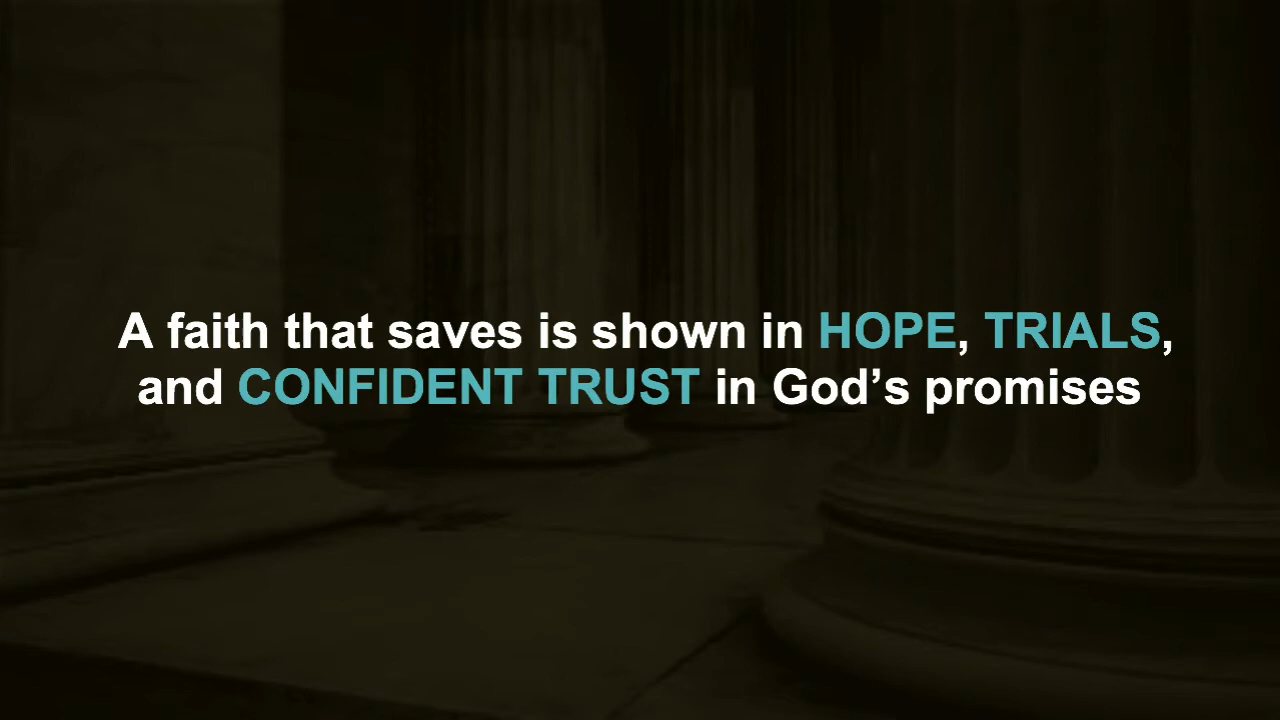 A faith that saves is shown in HOPE, TRIALS,
and CONFIDENT TRUST in God’s promises